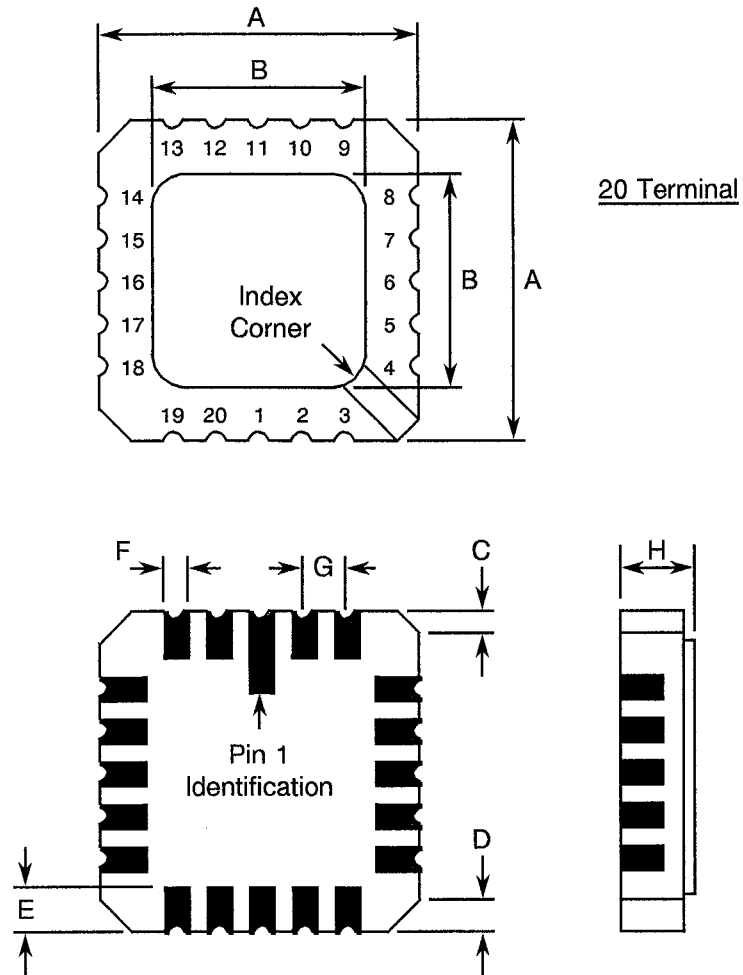 A
B
13 12 11 10 9
20 Terminal
14 8
15 7
16 6
17 5
18 4
B
A
Index
Corner
19 20 1 2 3
F
G
C
H
Pin 1
Identification
D
E